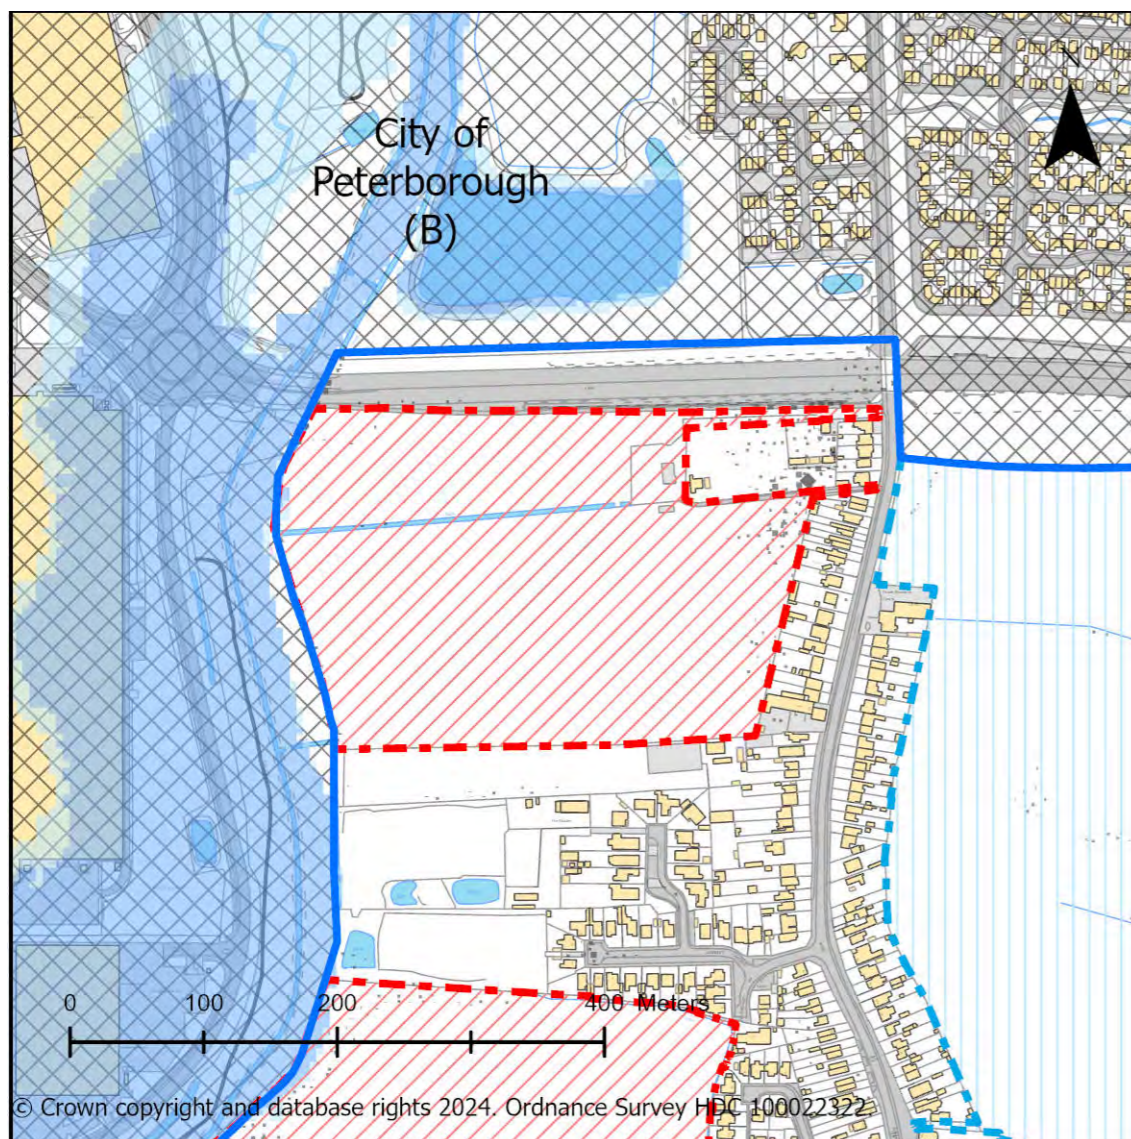 N
City of
Peterborough
(B)
0 100 200 400 Meters
© Crown copyright and database rights 2024. Ordnance Survey HDC 100022322.